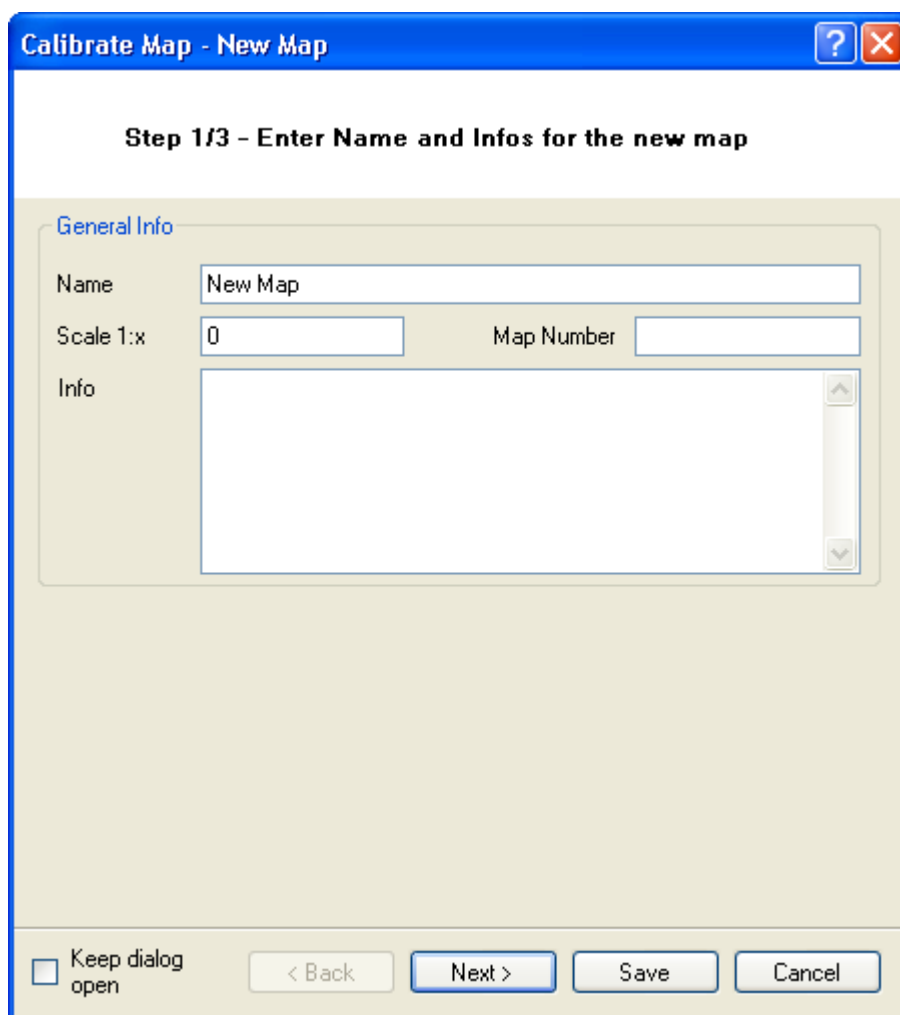 Calibrate Map - New Map
Step 1/3 - Enter Name and Infos for the new map
General Info
Name New Map
Scale 1:x 0 Map Number
Info
Keep dialog
open
< Back Next > Save Cancel